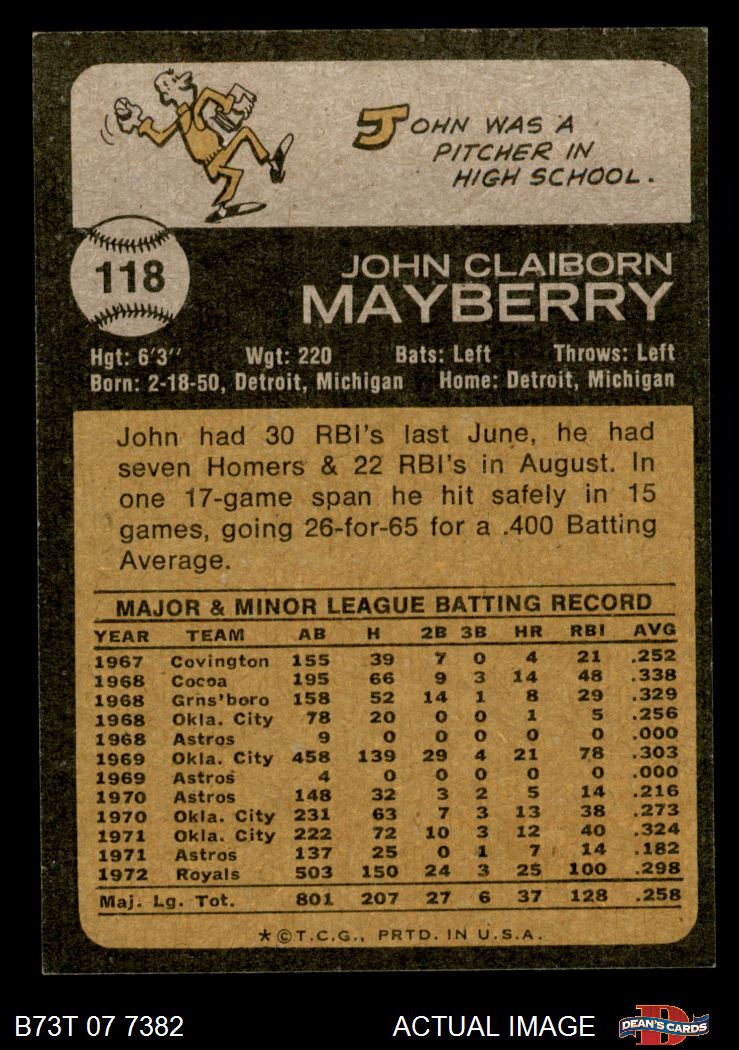 JOHN WAS A
PITCHER IN
HIGH SCHOOL.
118
JOHN CLAIBORN
MAYBERRY
Hgt: 6'3" Wgt: 220 Bats: Left Throws: Left
Born: 2-18-50, Detroit, Michigan Home: Detroit, Michigan
John had 30 RBI's last June, he had
seven Homers & 22 RBI's in August. In
one 17-game span he hit safely in 15
games, going 26-for-65 for a .400 Batting
Average.
MAJOR & MINOR LEAGUE BATTING RECORD
YEAR TEAM AB H 2B 3B HR RBI AVG
1967 Covington 155 39 7 0 4 21 .252
1968 Cocoa 195 66 9 3 14 48 .338
1968 Grns'boro 158 52 14 1 8 29 .329
1968 Okla. City 78 20 0 0 1 5 .256
1968 Astros 9 0 0 0 0 0 .000
1969 Okla. City 458 139 29 4 21 78 .303
1969 Astros 4 0 0 0 0 0 .000
1970 Astros 148 32 3 2 5 14 .216
1970 Okla. City 231 63 7 3 13 38 .273
1971 Okla. City 222 72 10 3 12 40 .324
1971 Astros 137 25 0 1 7 14 .182
1972 Royals 503 150 24 3 25 100 .298
Maj. Lg. Tot. 801 207 27 6 37 128 .258
*©T.C.G., PRTD. IN U.S.A.
B73T 07 7382 ACTUAL IMAGE D DEAN'S CARDS